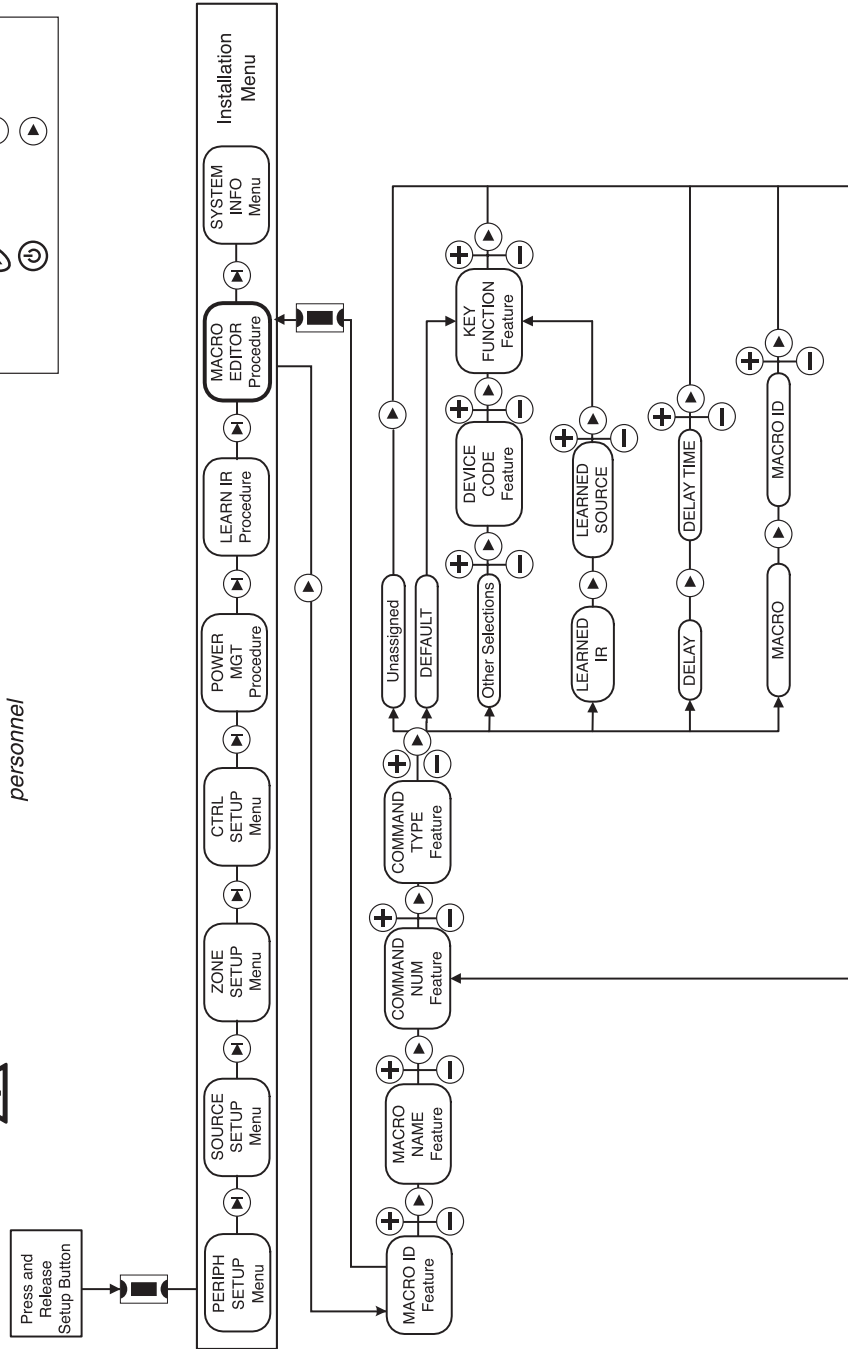 personnel
Press and
Release
Setup Button
PERIPH
SETUP
Menu
SOURCE
SETUP
Menu
ZONE
SETUP
Menu
CTRL
SETUP
Menu
POWER
MGT
Procedure
LEARN IR
Procedure
MACRO
EDITOR
Procedure
SYSTEM
INFO
Menu
Installation
Menu
MACRO ID
Feature
MACRO
NAME
Feature
COMMAND
NUM
Feature
COMMAND
TYPE
Feature
Unassigned
DEFAULT
Other Selections
DEVICE
CODE
Feature
KEY
FUNCTION
Feature
LEARNED
IR
LEARNED
SOURCE
DELAY
DELAY TIME
MACRO
MACRO ID